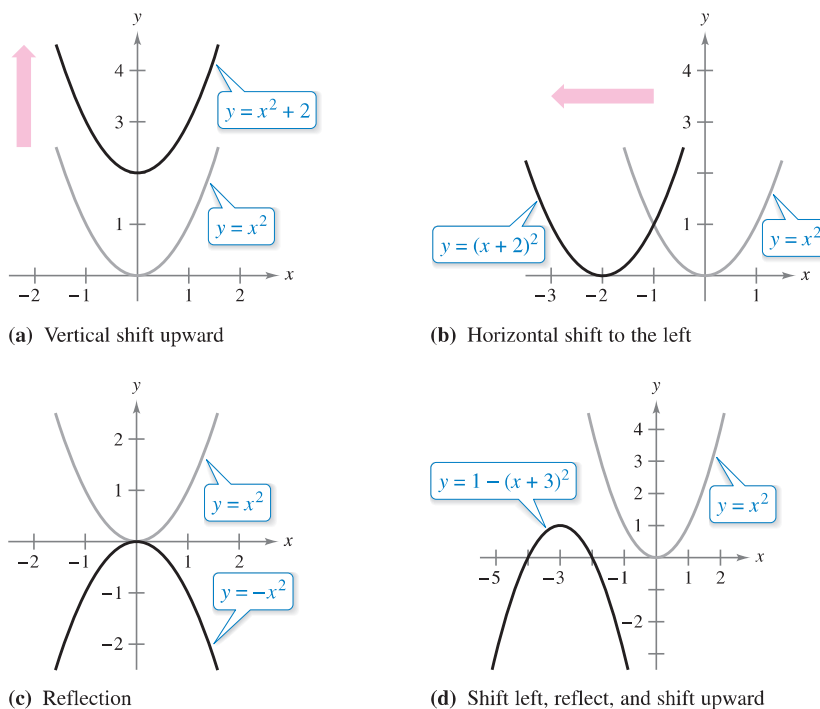 y
4
y = x² + 2
3
y = x²
1
−2 −1 1 2 x
(a) Vertical shift upward
y
4
3
1
y = (x + 2)²
y = x²
−3 −2 −1 1 x
(b) Horizontal shift to the left
y
2
1
y = x²
−2 −1 1 2 x
−1
y = −x²
−2
(c) Reflection
y
4
3
y = 1 − (x + 3)²
2
y = x²
1
−5 −3 −1 1 2 x
−2
(d) Shift left, reflect, and shift upward